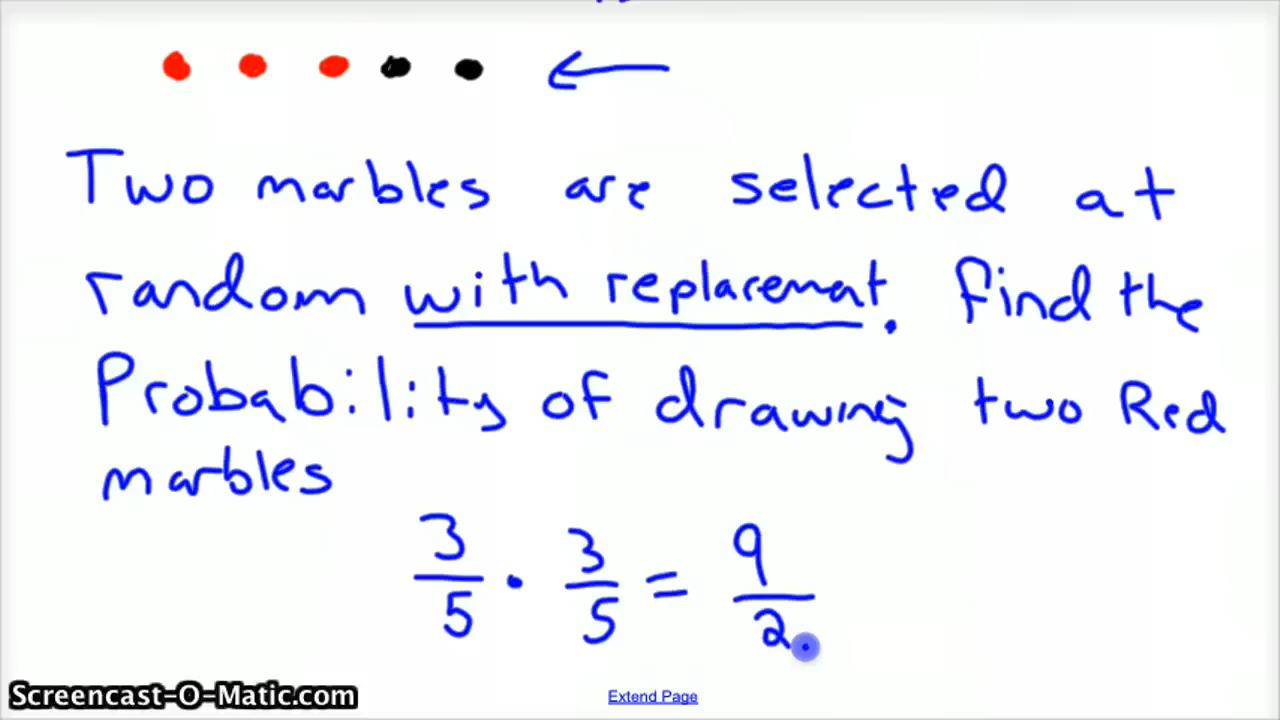 Two marbles are selected at
random with replacemat. Find the
Probability of drawing two Red
marbles
3/5 · 3/5 = 9/2
Screencast-O-Matic.com
Extend Page